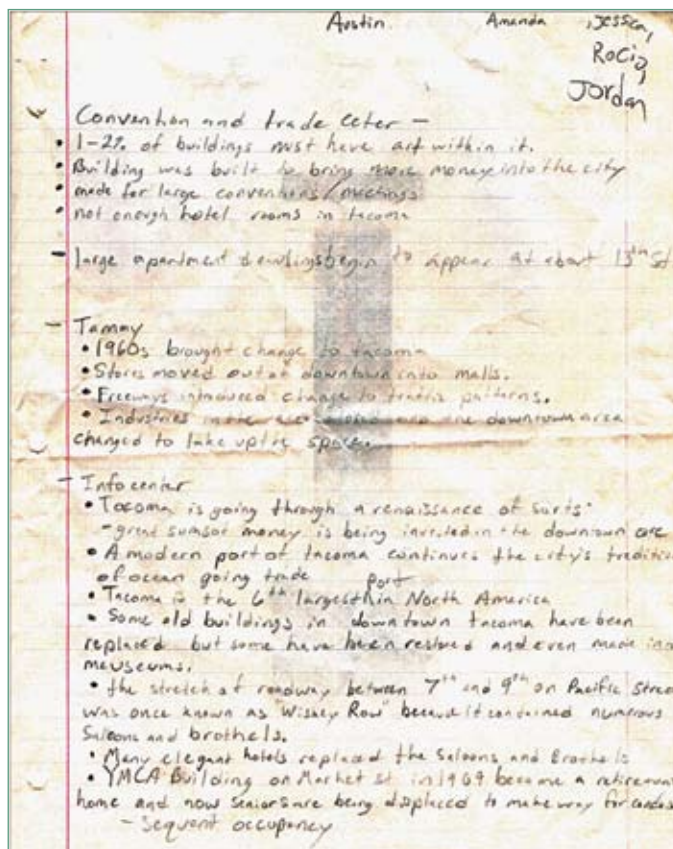 Austin Amanda Jessica,
Rocio,
Jordan
Convention and trade ceter –
• 1-2% of buildings must have art within it.
• Building was built to bring more money into the city
• made for large conventions/meetings
• not enough hotel rooms in tacoma
- large apartment begin to appear at about 13th St
- Tammy
• 1960s brought change to tacoma
• Stores moved out of downtown into malls.
• Freeways introduced change to traffic patterns.
• Industries in the and the downtown area
changed to take up the space.
- Info center
• Tacoma is going through a renaissance of sorts.
- great sums of money is being invested in the downtown
• A modern port of tacoma continues the city's tradition
of ocean going trade
port
• Tacoma is the 6th largest in North America
• Some old buildings in downtown tacoma have been
replaced but some have been restored and even made into
meuseums.
• the stretch of roadway between 7th and 9th on Pacific Street
was once known as Wiskey Row" because it contained numerous
Saloons and brothels.
• Many elegant hotels replaced the Saloons and Brothels
• YMCA Building on Market st in 1969 became a retirement
home and now seniors are being displaced to make way for condos
- sequent occupancy